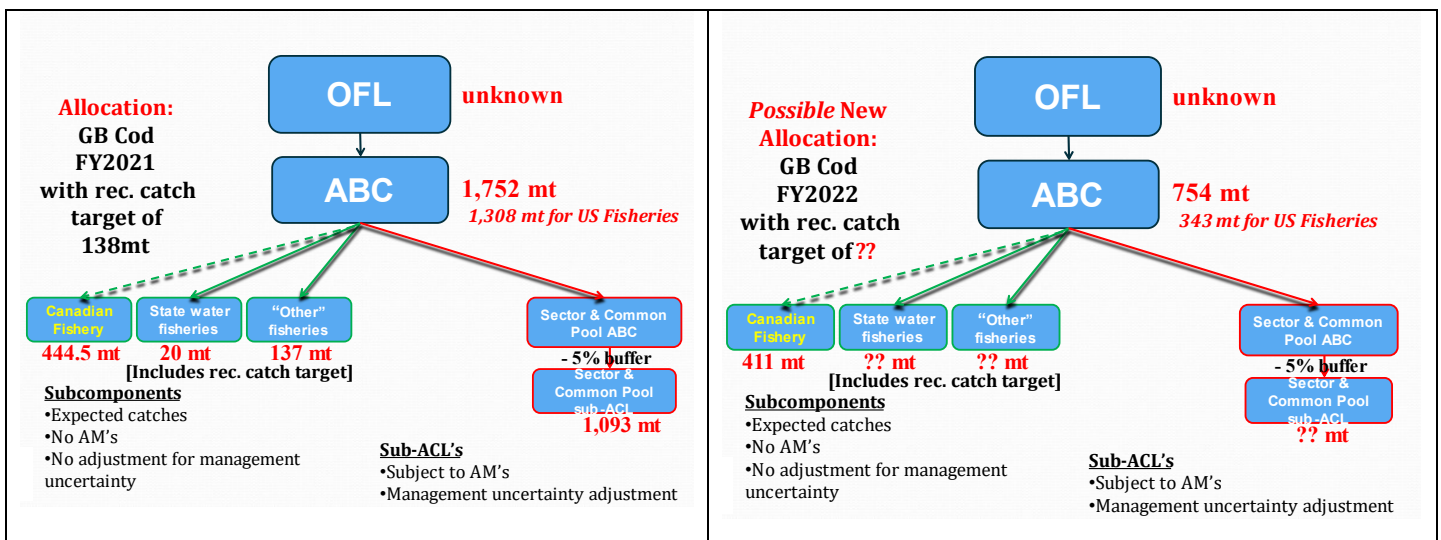 OFL
unknown
Allocation:
GB Cod
FY2021
with rec. catch
target of
138mt
ABC
1,752 mt
1,308 mt for US Fisheries
Canadian
Fishery
444.5 mt
State water
fisheries
20 mt
“Other”
fisheries
137 mt
[Includes rec. catch target]
Sector & Common
Pool ABC
- 5% buffer
Sector &
Common Pool
sub-ACL
1,093 mt
Subcomponents
•Expected catches
•No AM's
•No adjustment for management
uncertainty
Sub-ACL's
•Subject to AM's
•Management uncertainty adjustment
OFL
unknown
Possible New
Allocation:
GB Cod
FY2022
with rec. catch
target of??
ABC
754 mt
343 mt for US Fisheries
Canadian
Fishery
411 mt
State water
fisheries
?? mt
“Other”
fisheries
?? mt
[Includes rec. catch target]
Sector & Common
Pool ABC
- 5% buffer
Sector &
Common Pool
sub-ACL
?? mt
Subcomponents
•Expected catches
•No AM's
•No adjustment for management
uncertainty
Sub-ACL's
•Subject to AM's
•Management uncertainty adjustment